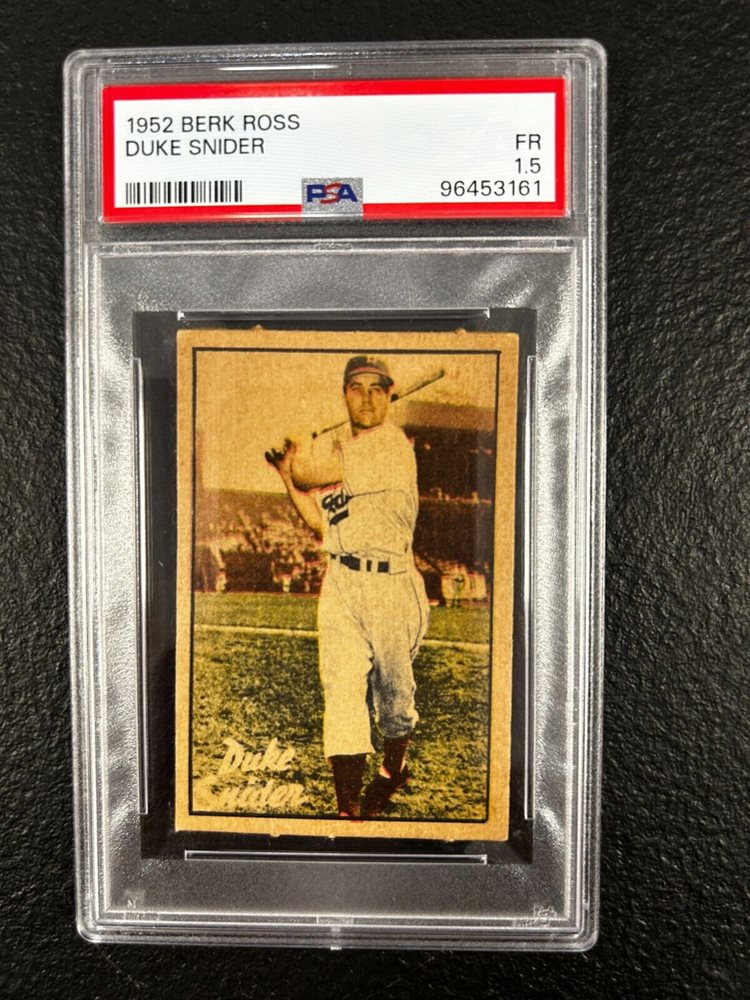 1952 BERK ROSS
DUKE SNIDER
FR
1.5
PSA
96453161
Duke
Snider